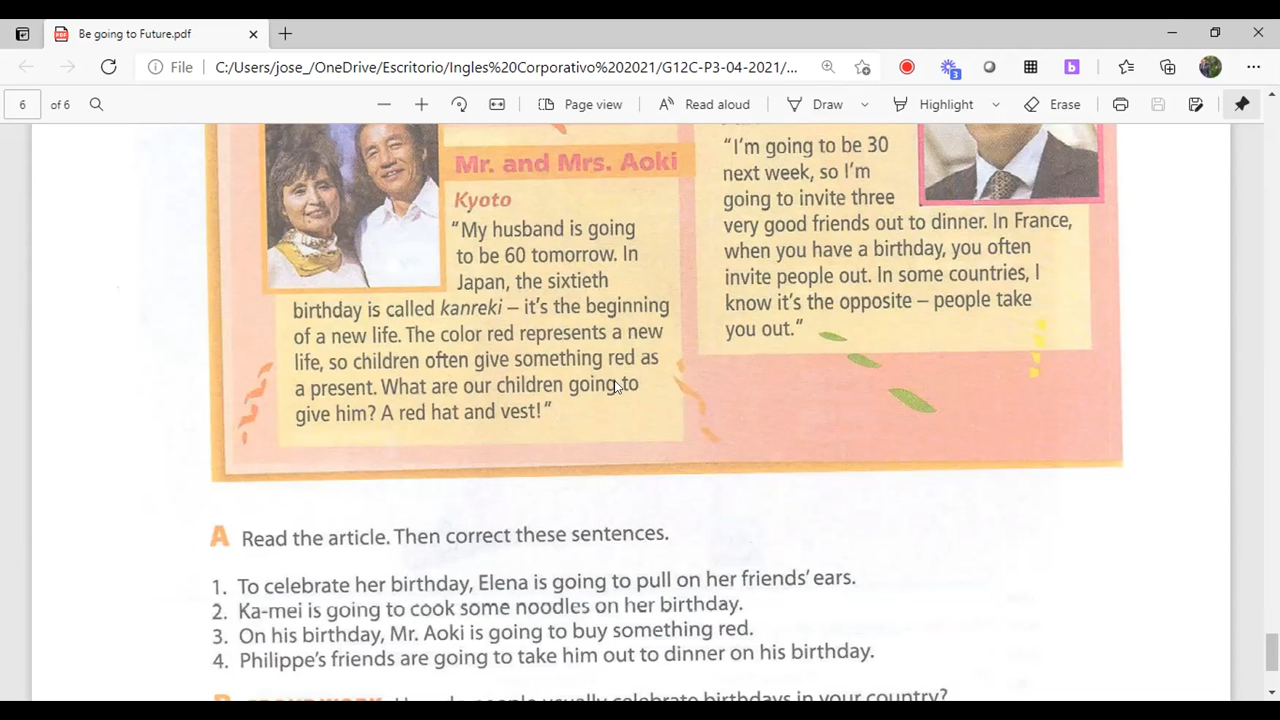 Be going to Future.pdf
File
C:/Users/jose_/OneDrive/Escritorio/Ingles%20Corporativo%202021/G12C-P3-04-2021/...
3
b
6
of 6
Page view
Read aloud
Draw
Highlight
Erase
Mr. and Mrs. Aoki
Kyoto
"My husband is going
to be 60 tomorrow. In
Japan, the sixtieth
birthday is called kanreki – it's the beginning
of a new life. The color red represents a new
life, so children often give something red as
a present. What are our children going to
give him? A red hat and vest!"
"I'm going to be 30
next week, so I'm
going to invite three
very good friends out to dinner. In France,
when you have a birthday, you often
invite people out. In some countries, I
know it's the opposite – people take
you out."
A Read the article. Then correct these sentences.
1. To celebrate her birthday, Elena is going to pull on her friends' ears.
2. Ka-mei is going to cook some noodles on her birthday.
3. On his birthday, Mr. Aoki is going to buy something red.
4. Philippe's friends are going to take him out to dinner on his birthday.
people usually celebrate birthdays in your country?